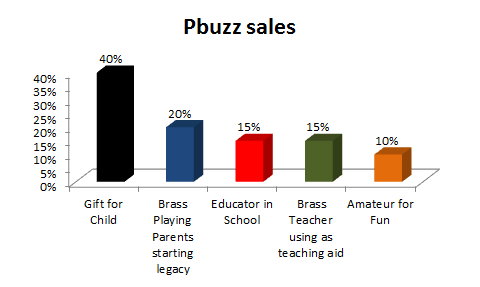 Pbuzz sales
40%
20%
15%
15%
10%
40%
35%
30%
25%
20%
15%
10%
5%
0%
Gift for
Child
Brass
Playing
Parents
starting
legacy
Educator in
School
Brass
Teacher
using as
teaching aid
Amateur for
Fun